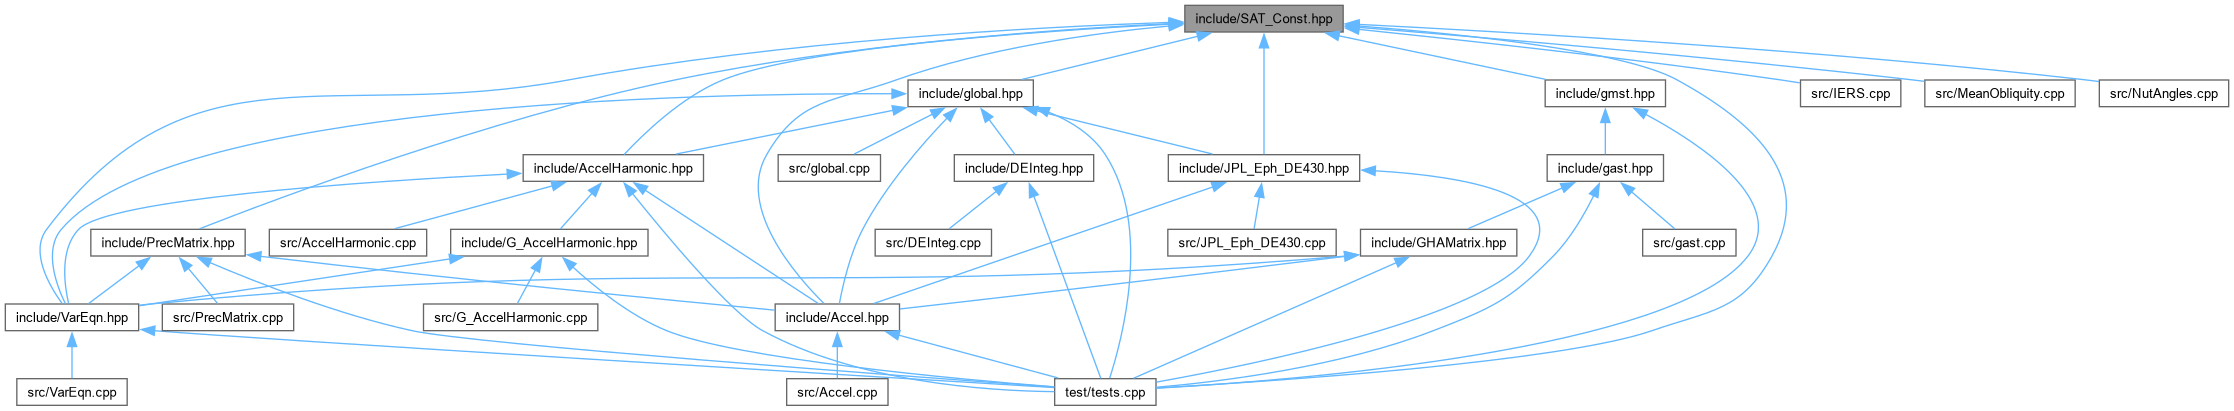 include/SAT_Const.hpp
include/global.hpp
include/gmst.hpp
src/IERS.cpp
src/MeanObliquity.cpp
src/NutAngles.cpp
include/AccelHarmonic.hpp
src/global.cpp
include/DEInteg.hpp
include/JPL_Eph_DE430.hpp
include/gast.hpp
include/PrecMatrix.hpp
src/AccelHarmonic.cpp
include/G_AccelHarmonic.hpp
src/DEInteg.cpp
src/JPL_Eph_DE430.cpp
include/GHAMatrix.hpp
src/gast.cpp
include/VarEqn.hpp
src/PrecMatrix.cpp
src/G_AccelHarmonic.cpp
include/Accel.hpp
src/VarEqn.cpp
src/Accel.cpp
test/tests.cpp